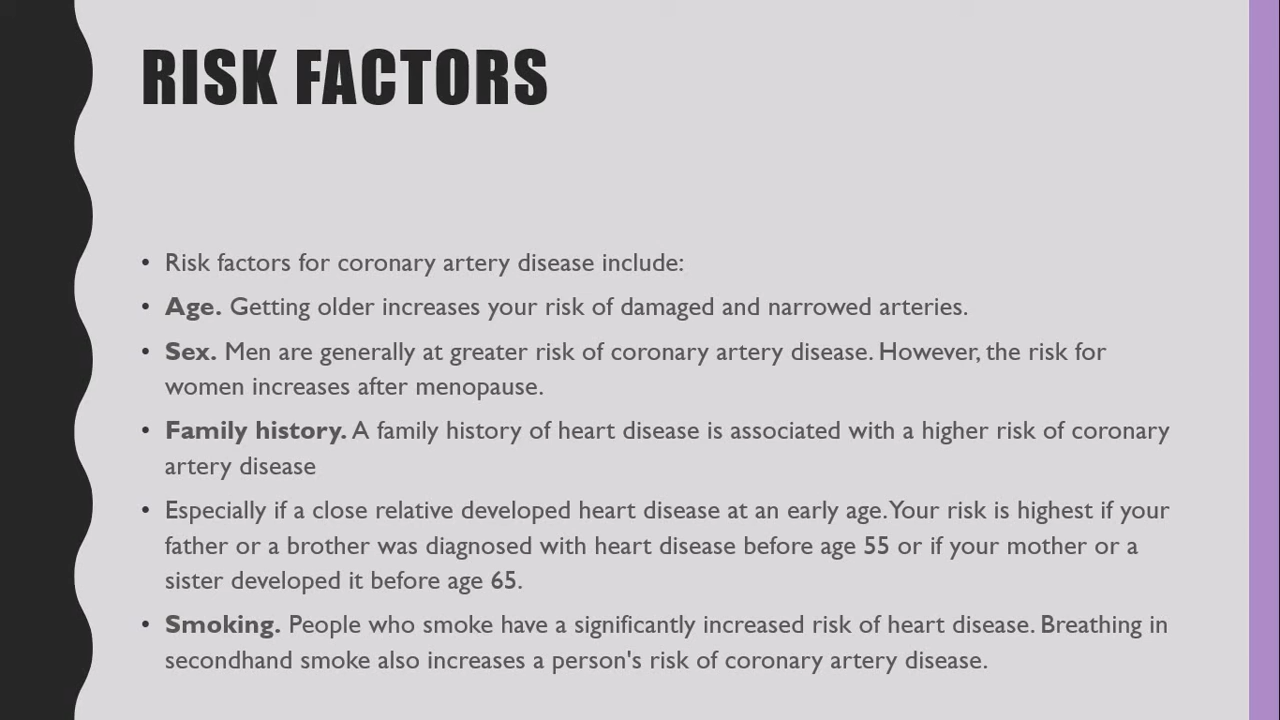 RISK FACTORS
• Risk factors for coronary artery disease include:
• Age. Getting older increases your risk of damaged and narrowed arteries.
• Sex. Men are generally at greater risk of coronary artery disease. However, the risk for
women increases after menopause.
• Family history. A family history of heart disease is associated with a higher risk of coronary
artery disease
• Especially if a close relative developed heart disease at an early age. Your risk is highest if your
father or a brother was diagnosed with heart disease before age 55 or if your mother or a
sister developed it before age 65.
• Smoking. People who smoke have a significantly increased risk of heart disease. Breathing in
secondhand smoke also increases a person's risk of coronary artery disease.